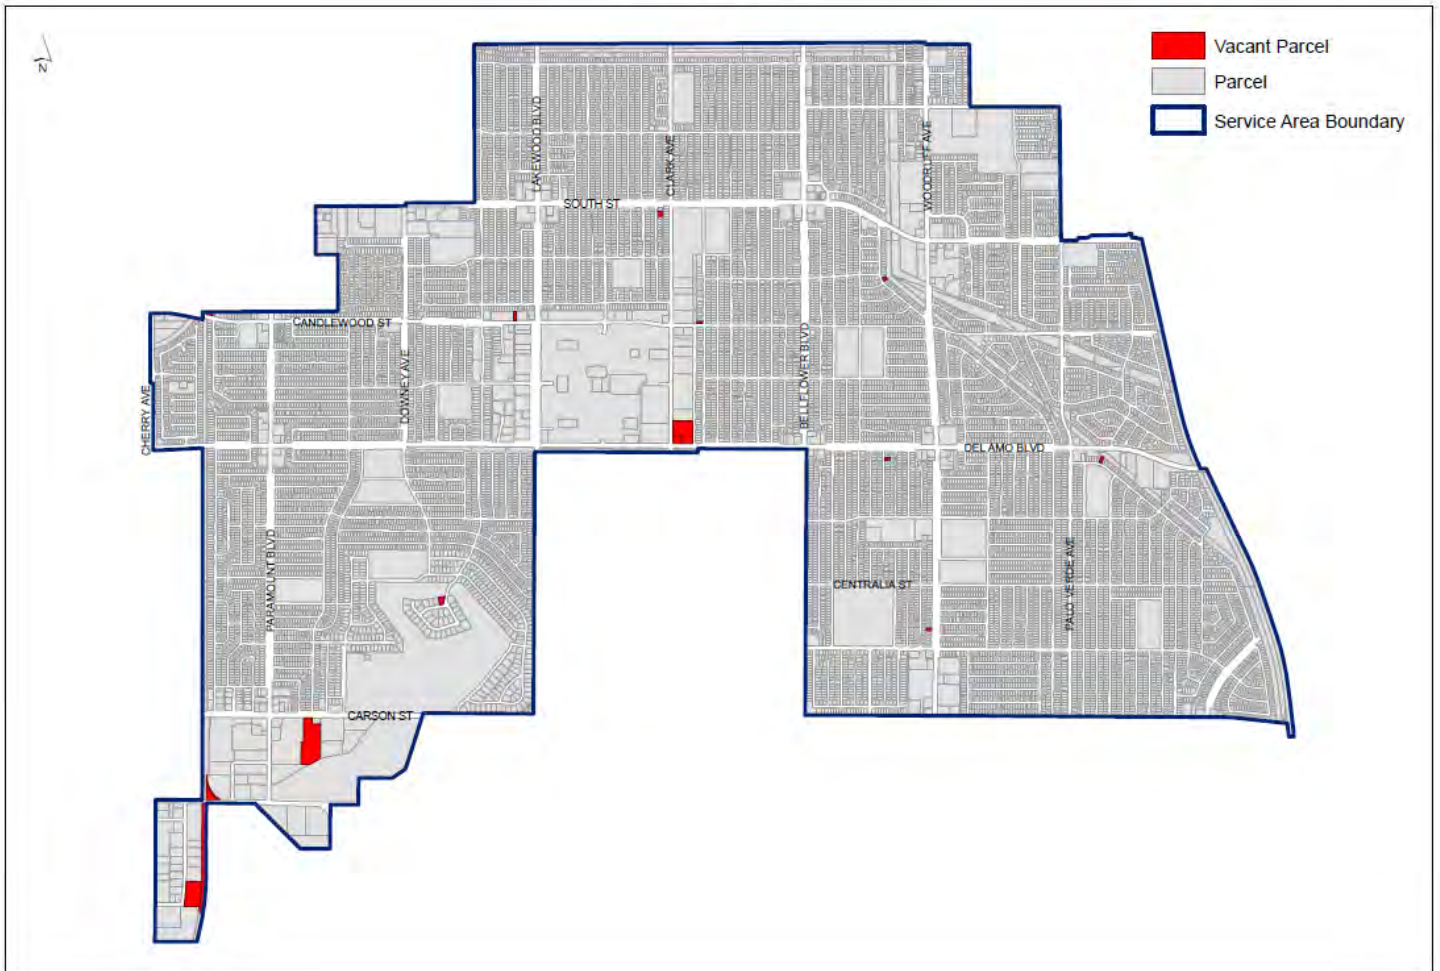 N
Vacant Parcel
Parcel
Service Area Boundary
LAKEWOOD BLVD
CLARK AVE
WOODRUFF AVE
SOUTH ST
CANDLEWOOD ST
DOWNEY AVE
BELLFLOWER BLVD
CHERRY AVE
DEL AMO BLVD
PARAMOUNT BLVD
PALO VERDE AVE
CENTRALIA ST
CARSON ST